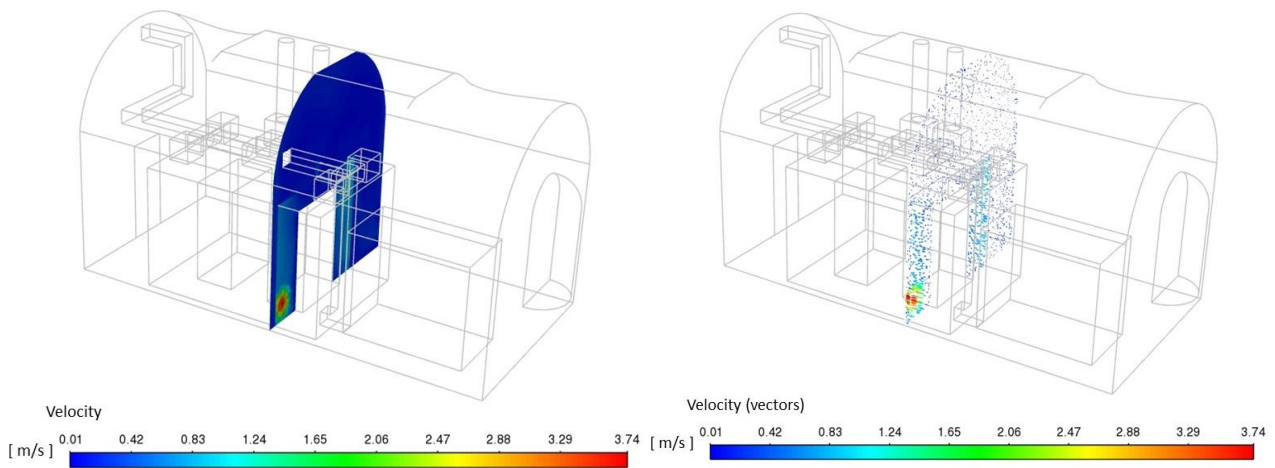 Velocity
[ m/s ] 0.01 0.42 0.83 1.24 1.65 2.06 2.47 2.88 3.29 3.74
Velocity (vectors)
[ m/s ] 0.01 0.42 0.83 1.24 1.65 2.06 2.47 2.88 3.29 3.74